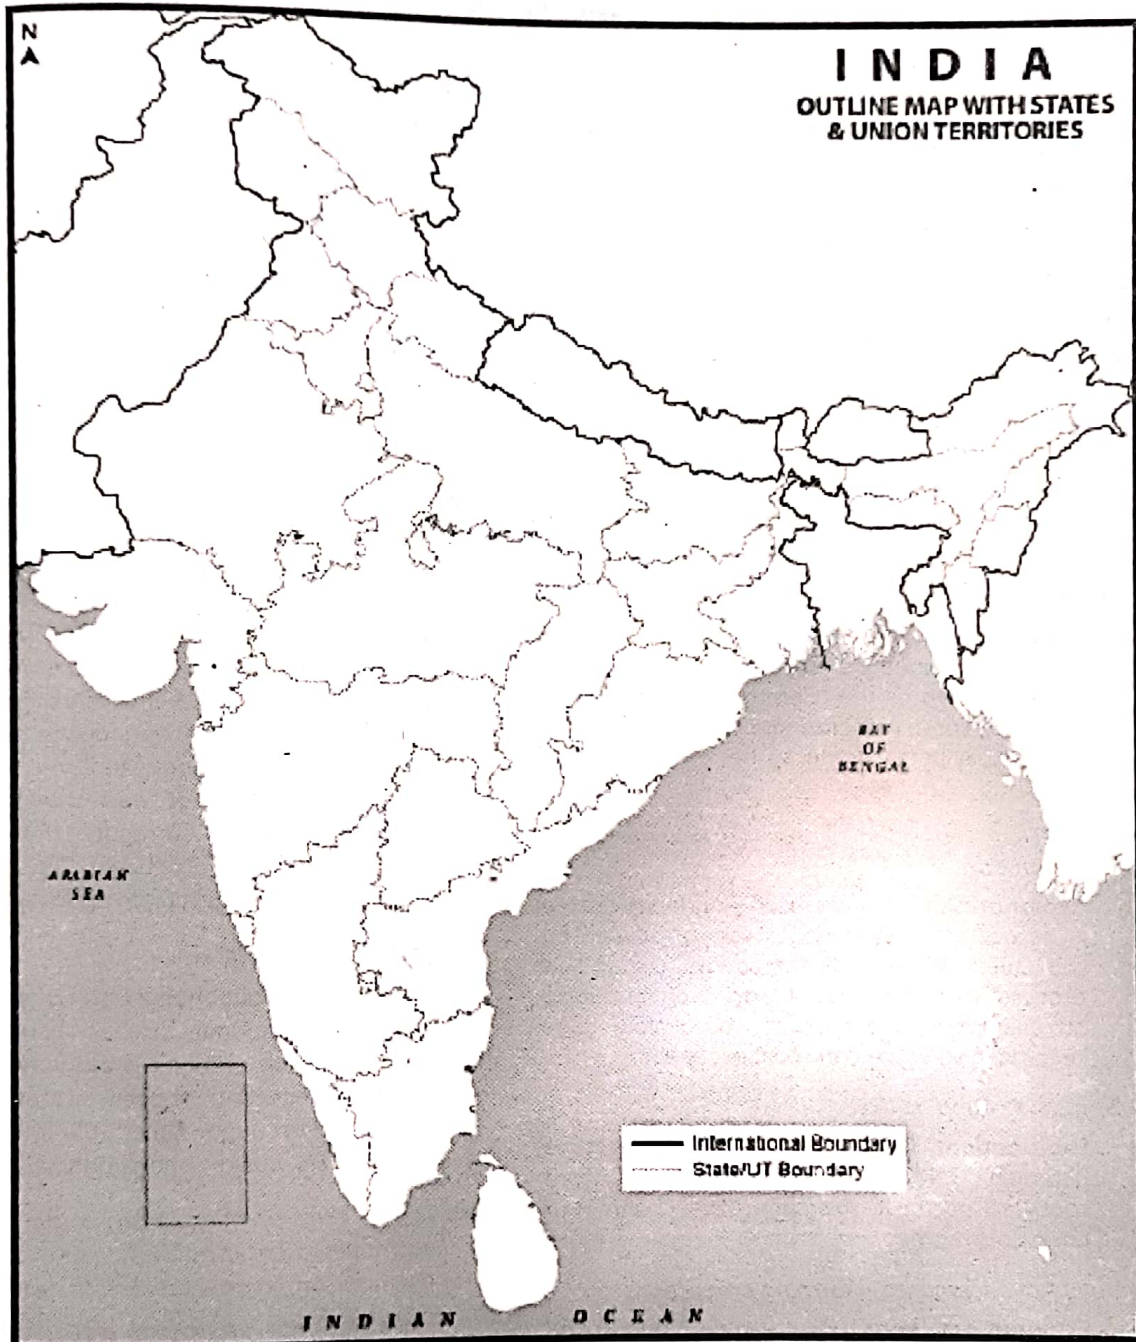 N
INDIA
OUTLINE MAP WITH STATES
& UNION TERRITORIES
BAY
OF
BENGAL
ARABIAN
SEA
International Boundary
State/UT Boundary
INDIAN OCEAN